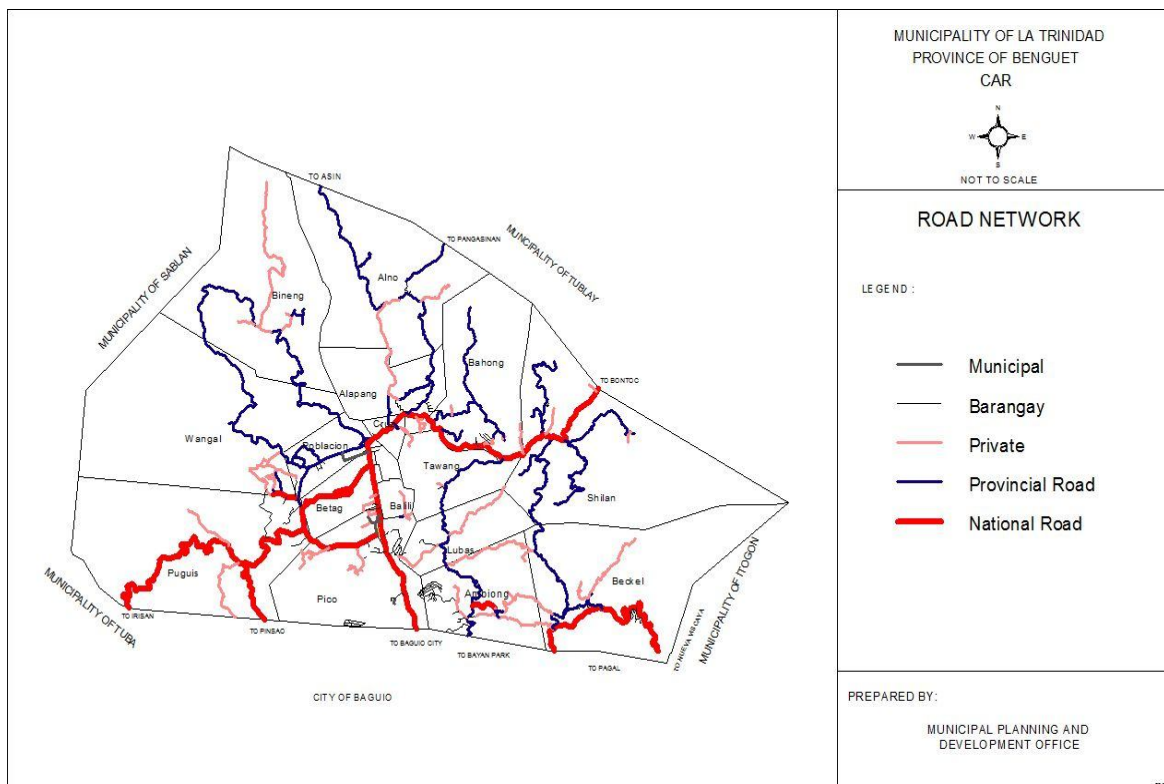 MUNICIPALITY OF LA TRINIDAD
PROVINCE OF BENGUET
CAR
N
W
E
S
NOT TO SCALE
ROAD NETWORK
LEGEND :
Municipal
Barangay
Private
Provincial Road
National Road
PREPARED BY:
MUNICIPAL PLANNING AND
DEVELOPMENT OFFICE
TO ASIN
TO PANGASINAN
MUNICIPALITY OF TUBLAY
MUNICIPALITY OF SABLAN
Alno
Bineng
Bahong
TO BONTOC
Alapang
Wangal
Poblacion
Tawang
Shilan
Betag
Balili
Lubas
Puguis
Beckel
Ambiong
Pico
MUNICIPALITY OF TUBA
MUNICIPALITY OF ITOGON
TO IRISAN
TO PINSAO
TO BAGUIO CITY
TO BAYAN PARK
TO PAGAL
TO NUEVA VISCAYA
CITY OF BAGUIO